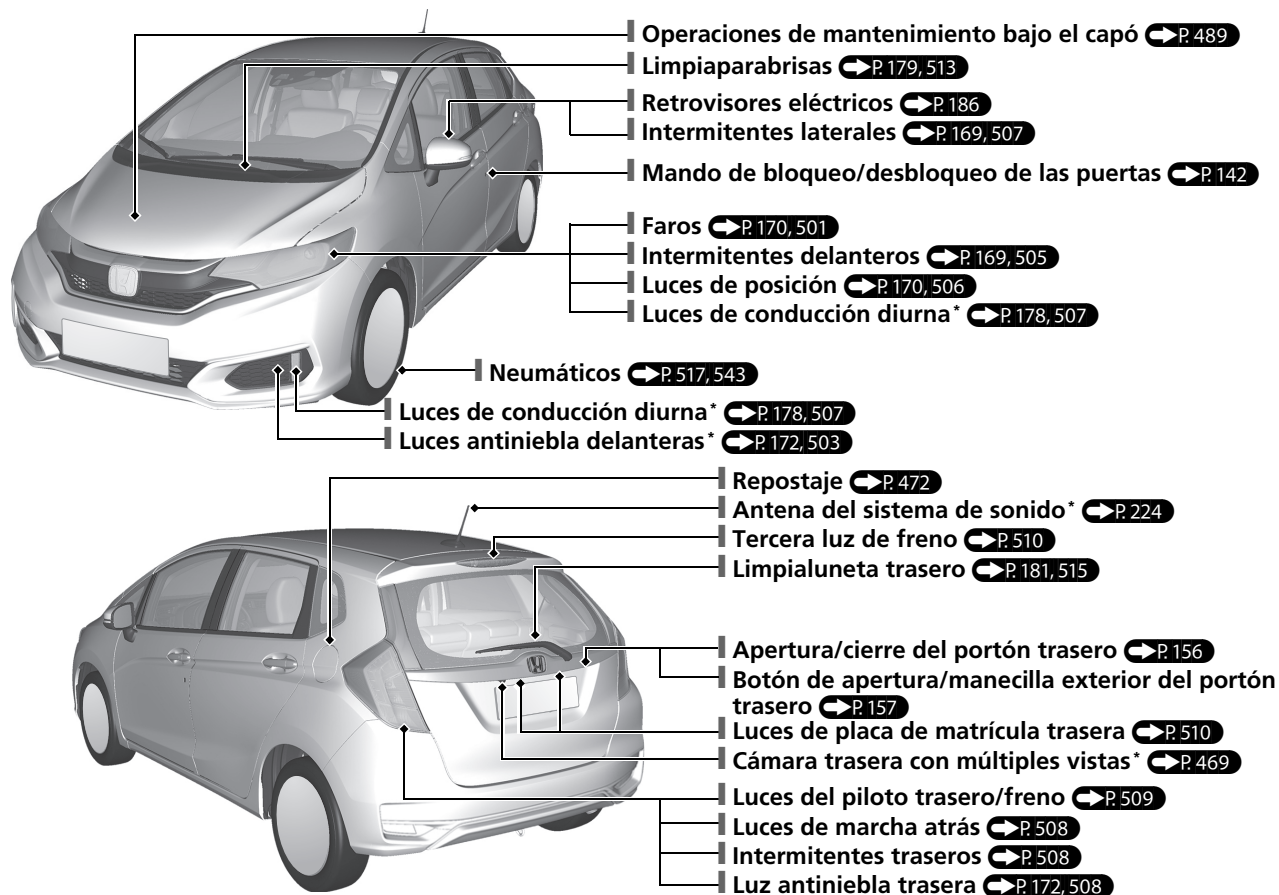 Operaciones de mantenimiento bajo el capó P. 489
Limpiaparabrisas P. 179, 513
Retrovisores eléctricos P. 186
Intermitentes laterales P. 169, 507
Mando de bloqueo/desbloqueo de las puertas P. 142
Faros P. 170, 501
Intermitentes delanteros P. 169, 505
Luces de posición P. 170, 506
Luces de conducción diurna* P. 178, 507
Neumáticos P. 517, 543
Luces de conducción diurna* P. 178, 507
Luces antiniebla delanteras* P. 172, 503
Repostaje P. 472
Antena del sistema de sonido* P. 224
Tercera luz de freno P. 510
Limpialuneta trasero P. 181, 515
Apertura/cierre del portón trasero P. 156
Botón de apertura/manecilla exterior del portón
trasero P. 157
Luces de placa de matrícula trasera P. 510
Cámara trasera con múltiples vistas* P. 469
Luces del piloto trasero/freno P. 509
Luces de marcha atrás P. 508
Intermitentes traseros P. 508
Luz antiniebla trasera P. 172, 508